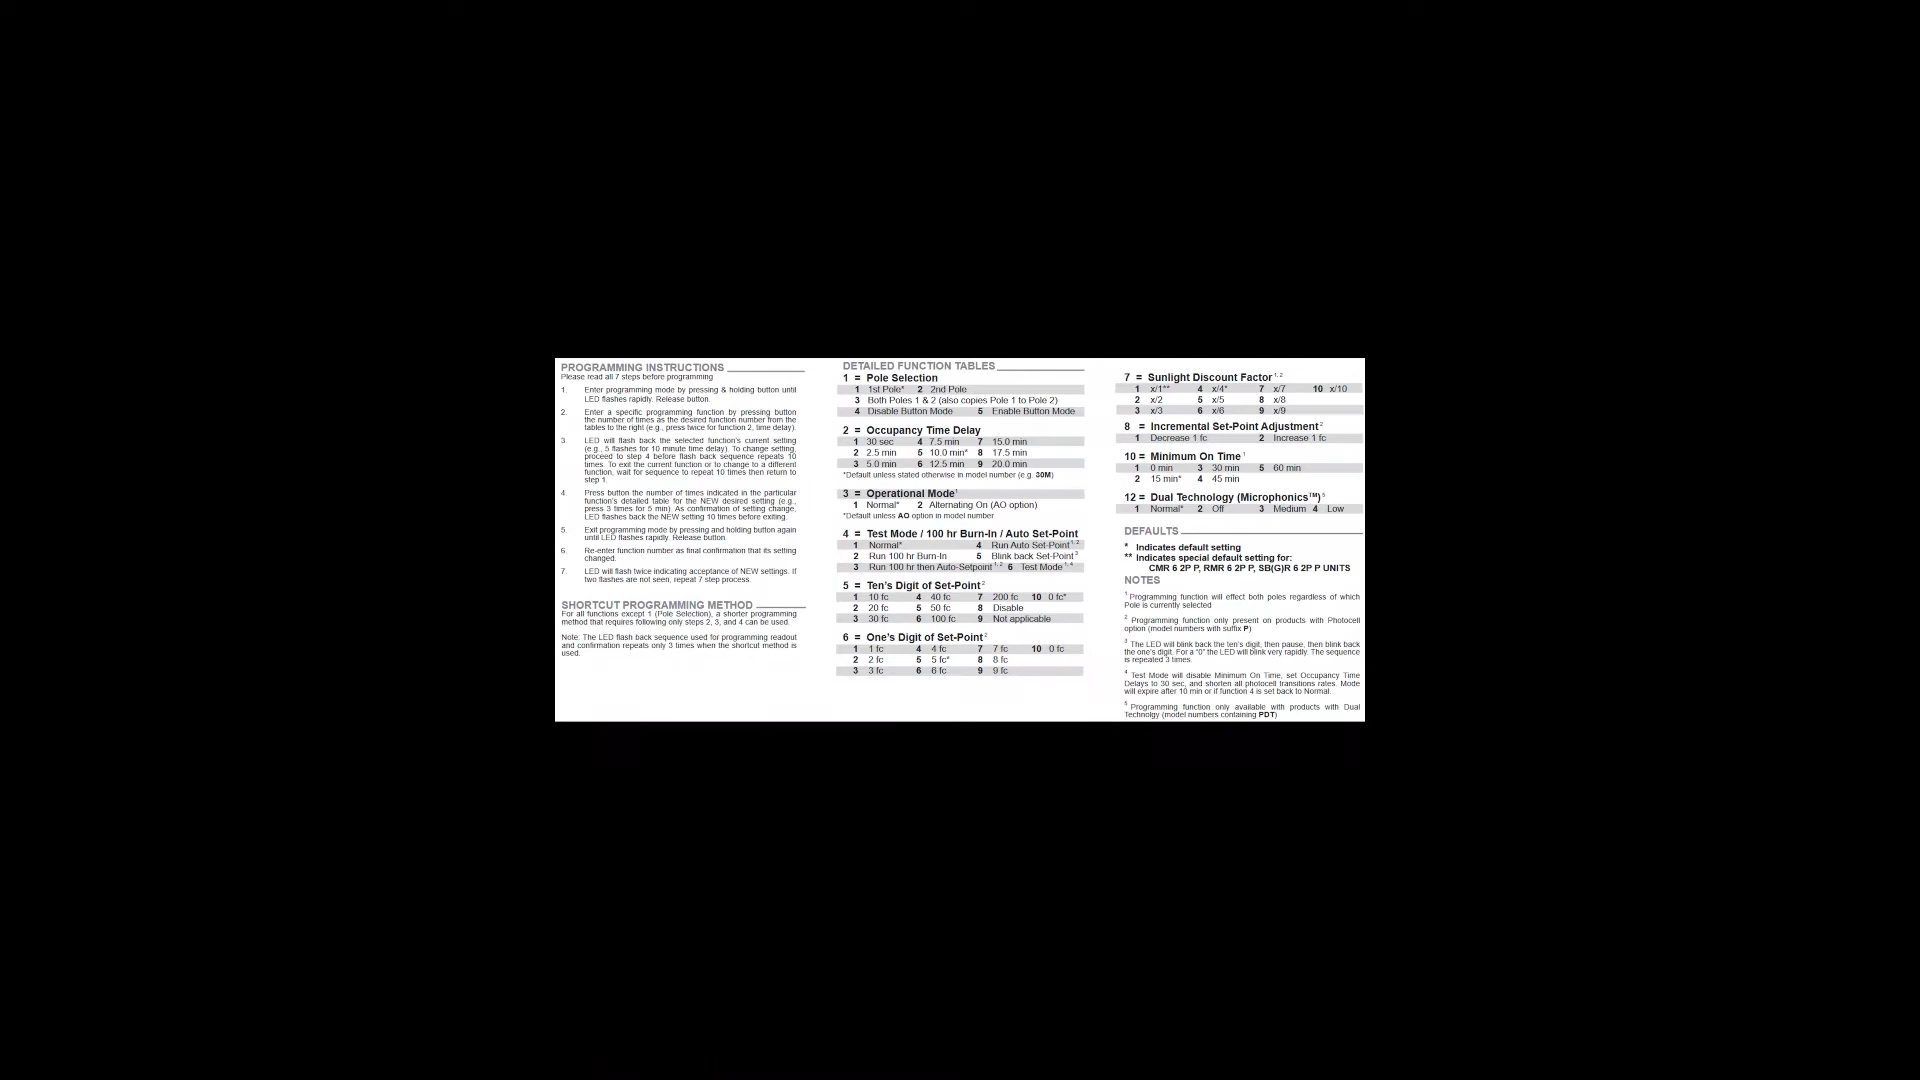 PROGRAMMING INSTRUCTIONS
Please read all 7 steps before programming
1. Enter programming mode by pressing & holding button until
LED flashes rapidly. Release button.
2. Enter a specific programming function by pressing button
the number of times as the desired function number from the
tables to the right (e.g., press twice for function 2, time delay).
3. LED will flash back the selected function's current setting
(e.g., 5 flashes for 10 minute time delay). To change setting,
proceed to step 4 before flash back sequence repeats 10
times. To exit the current function or to change to a different
function, wait for sequence to repeat 10 times then return to
step 1.
4. Press button the number of times indicated in the particular
function's detailed table for the NEW desired setting (e.g.,
press 3 times for 5 min). As confirmation of setting change,
LED flashes back the NEW setting 10 times before exiting.
5. Exit programming mode by pressing and holding button again
until LED flashes rapidly. Release button.
6. Re-enter function number as final confirmation that its setting
changed.
7. LED will flash twice indicating acceptance of NEW settings. If
two flashes are not seen, repeat 7 step process.
SHORTCUT PROGRAMMING METHOD
For all functions except 1 (Pole Selection), a shorter programming
method that requires following only steps 2, 3, and 4 can be used.
Note: The LED flash back sequence used for programming readout
and confirmation repeats only 3 times when the shortcut method is
used.
DETAILED FUNCTION TABLES
1 = Pole Selection
1 1st Pole* 2 2nd Pole
3 Both Poles 1 & 2 (also copies Pole 1 to Pole 2)
4 Disable Button Mode 5 Enable Button Mode
2 = Occupancy Time Delay
1 30 sec 4 7.5 min 7 15.0 min
2 2.5 min 5 10.0 min* 8 17.5 min
3 5.0 min 6 12.5 min 9 20.0 min
*Default unless stated otherwise in model number (e.g. 30M)
3 = Operational Mode1
1 Normal* 2 Alternating On (AO option)
*Default unless AO option in model number
4 = Test Mode / 100 hr Burn-In / Auto Set-Point
1 Normal* 4 Run Auto Set-Point1, 2
2 Run 100 hr Burn-In 5 Blink back Set-Point3
3 Run 100 hr then Auto-Setpoint1, 2 6 Test Mode1, 4
5 = Ten's Digit of Set-Point2
1 10 fc 4 40 fc 7 200 fc 10 0 fc*
2 20 fc 5 50 fc 8 Disable
3 30 fc 6 100 fc 9 Not applicable
6 = One's Digit of Set-Point2
1 1 fc 4 4 fc 7 7 fc 10 0 fc
2 2 fc 5 5 fc* 8 8 fc
3 3 fc 6 6 fc 9 9 fc
7 = Sunlight Discount Factor1, 2
1 x/1** 4 x/4* 7 x/7 10 x/10
2 x/2 5 x/5 8 x/8
3 x/3 6 x/6 9 x/9
8 = Incremental Set-Point Adjustment2
1 Decrease 1 fc 2 Increase 1 fc
10 = Minimum On Time1
1 0 min 3 30 min 5 60 min
2 15 min* 4 45 min
12 = Dual Technology (Microphonics™)5
1 Normal* 2 Off 3 Medium 4 Low
DEFAULTS
* Indicates default setting
** Indicates special default setting for:
CMR 6 2P P, RMR 6 2P P, SB(G)R 6 2P P UNITS
NOTES
1 Programming function will effect both poles regardless of which
Pole is currently selected
2 Programming function only present on products with Photocell
option (model numbers with suffix P)
3 The LED will blink back the ten's digit, then pause, then blink back
the one's digit. For a "0" the LED will blink very rapidly. The sequence
is repeated 3 times.
4 Test Mode will disable Minimum On Time, set Occupancy Time
Delays to 30 sec, and shorten all photocell transitions rates. Mode
will expire after 10 min or if function 4 is set back to Normal.
5 Programming function only available with products with Dual
Technolgy (model numbers containing PDT)